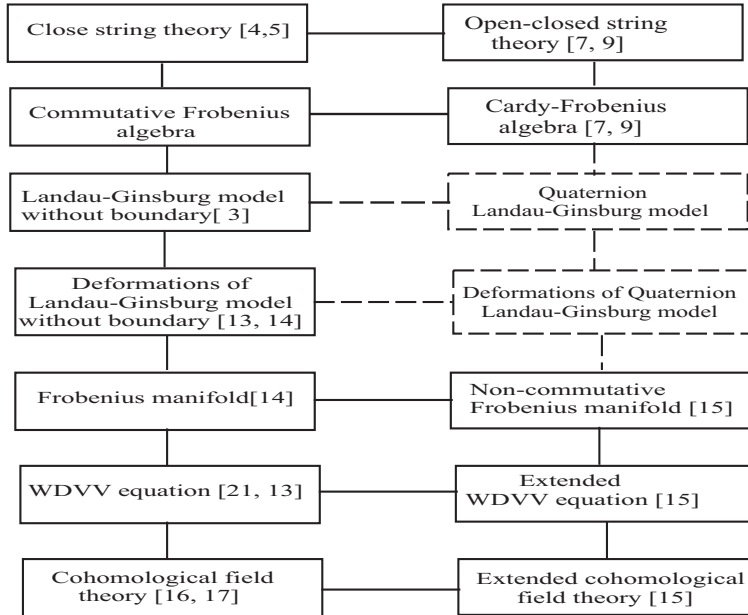 Close string theory [4,5]
Open-closed string
theory [7, 9]
Commutative Frobenius
algebra
Cardy-Frobenius
algebra [7, 9]
Landau-Ginsburg model
without boundary[ 3]
Quaternion
Landau-Ginsburg model
Deformations of
Landau-Ginsburg model
without boundary [13, 14]
Deformations of Quaternion
Landau-Ginsburg model
Frobenius manifold[14]
Non-commutative
Frobenius manifold [15]
WDVV equation [21, 13]
Extended
WDVV equation [15]
Cohomological field
theory [16, 17]
Extended cohomological
field theory [15]